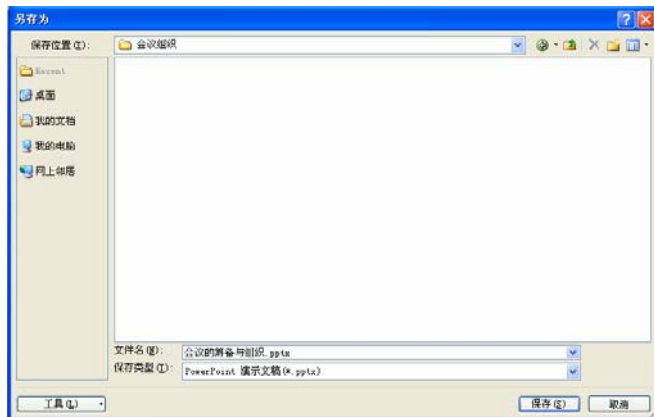 另存为
保存位置(I):
会议组织
Recent
桌面
我的文档
我的电脑
网上邻居
文件名(N):
会议的筹备与组织.pptx
保存类型(T):
PowerPoint 演示文稿(*.pptx)
工具(L)
保存(S)
取消